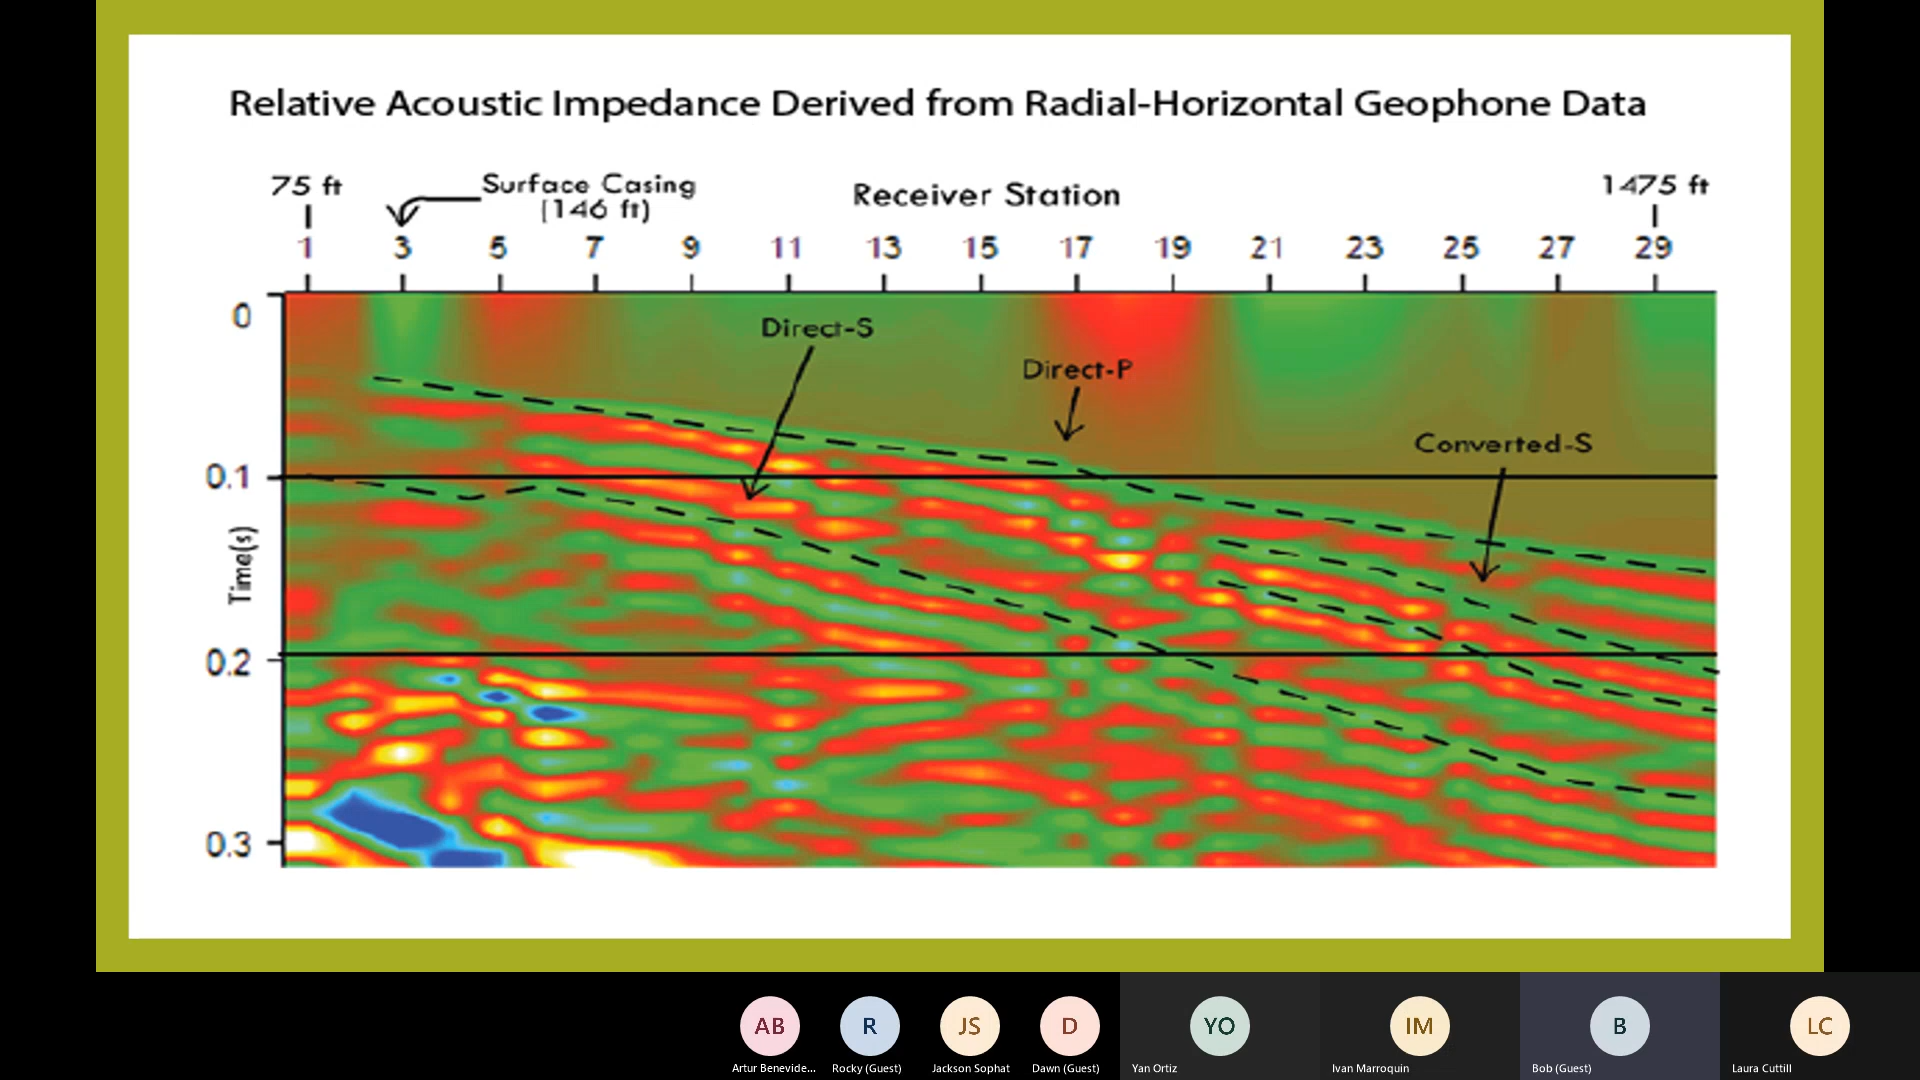 Relative Acoustic Impedance Derived from Radial-Horizontal Geophone Data
75 ft
Surface Casing
(146 ft)
Receiver Station
1475 ft
1 3 5 7 9 11 13 15 17 19 21 23 25 27 29
0
Direct-S
Direct-P
Converted-S
0.1
Time(s)
0.2
0.3
AB R JS D YO IM B LC
Artur Benevide... Rocky (Guest) Jackson Sophat Dawn (Guest) Yan Ortiz Ivan Marroquin Bob (Guest) Laura Cuttill